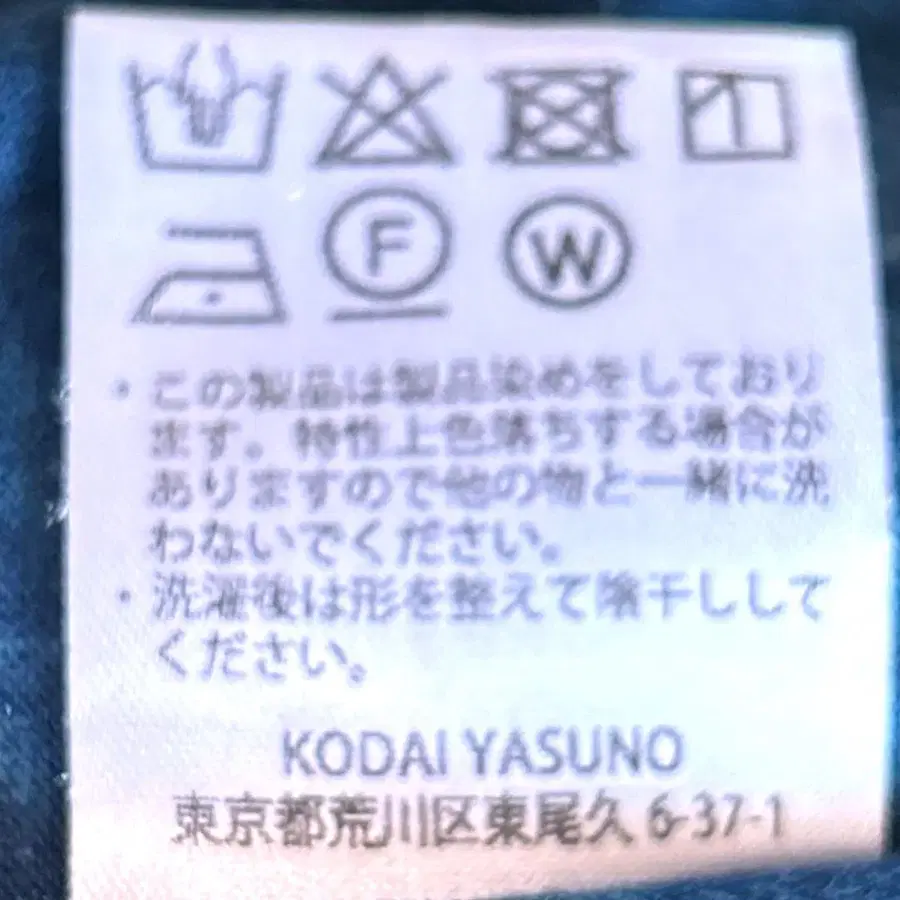 F W
・この製品は製品染めをしており
ます。特性上色落ちする場合が
ありますので他の物と一緒に洗
わないでください。
・洗濯後は形を整えて陰干しして
ください。
KODAI YASUNO
東京都荒川区東尾久 6-37-1